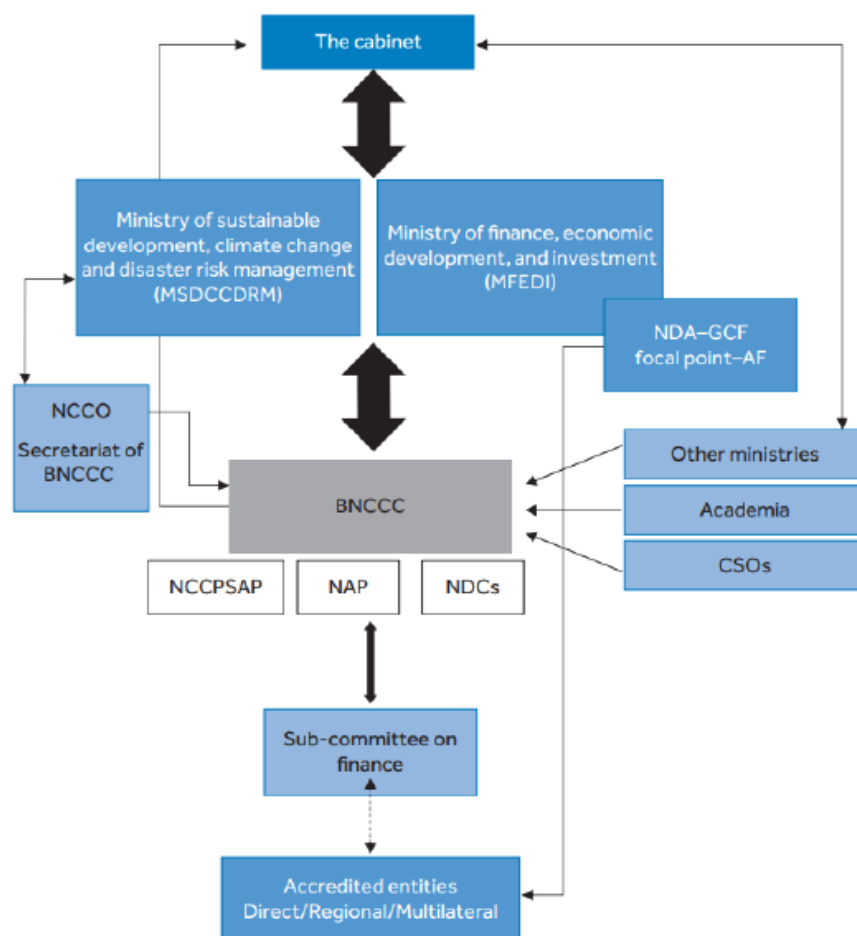 The cabinet
Ministry of sustainable
development, climate change
and disaster risk management
(MSDCCDRM)
Ministry of finance, economic
development, and investment
(MFEDI)
NDA–GCF
focal point–AF
NCCO
Secretariat of
BNCCC
BNCCC
Other ministries
Academia
CSOs
NCCPSAP
NAP
NDCs
Sub-committee on
finance
Accredited entities
Direct/Regional/Multilateral